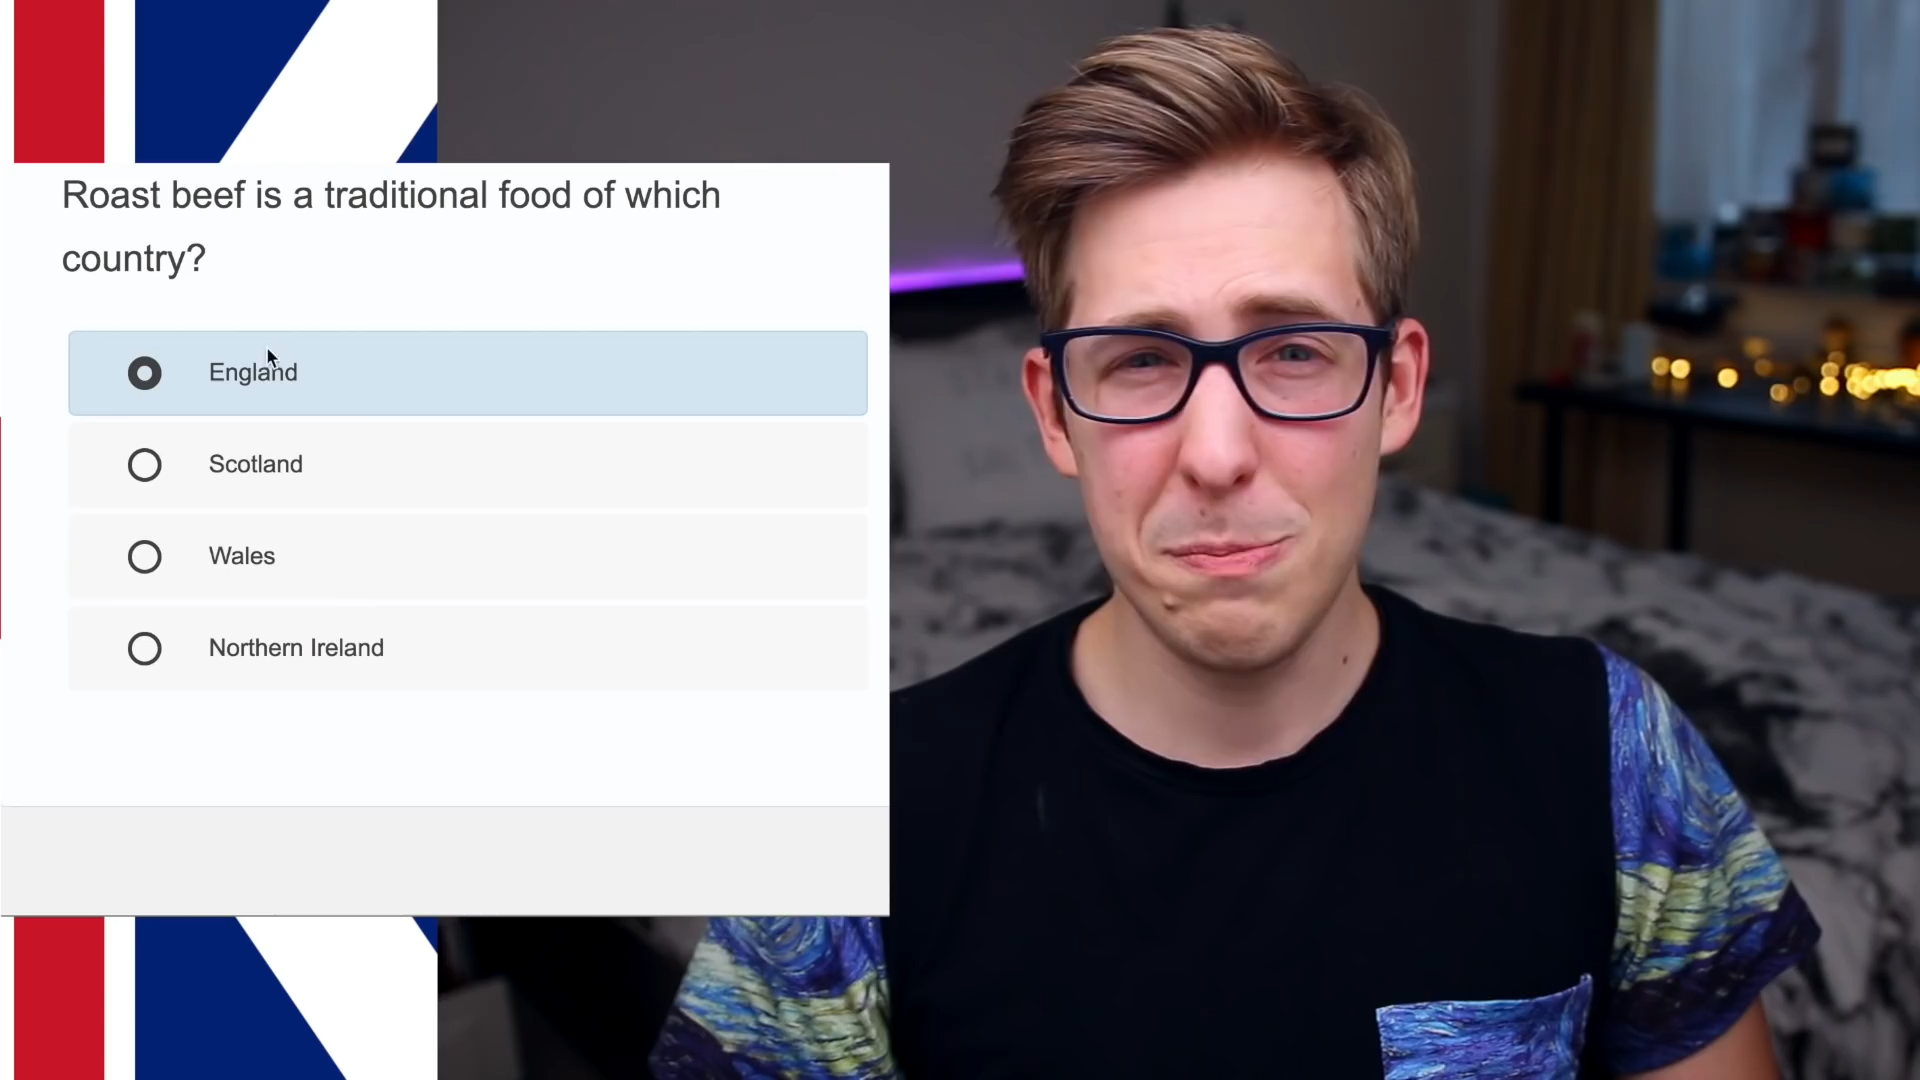 Roast beef is a traditional food of which
country?
England
Scotland
Wales
Northern Ireland